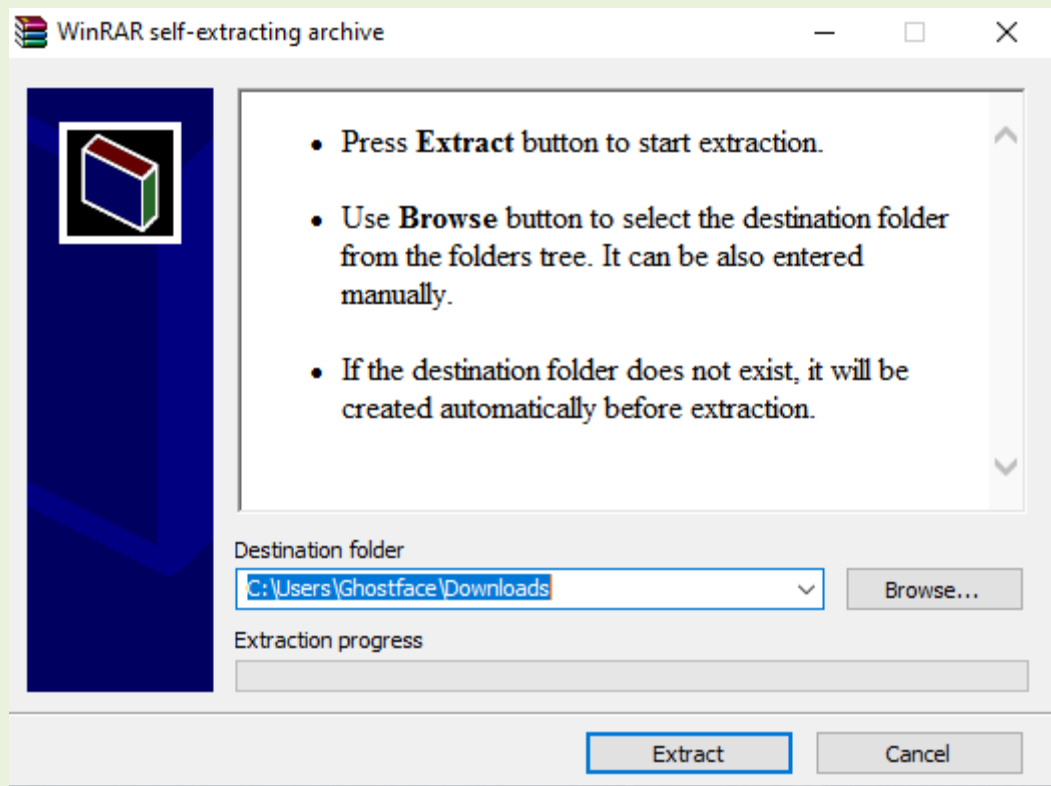 WinRAR self-extracting archive
• Press Extract button to start extraction.
• Use Browse button to select the destination folder
from the folders tree. It can be also entered
manually.
• If the destination folder does not exist, it will be
created automatically before extraction.
Destination folder
C:\Users\Ghostface\Downloads
Browse...
Extraction progress
Extract
Cancel